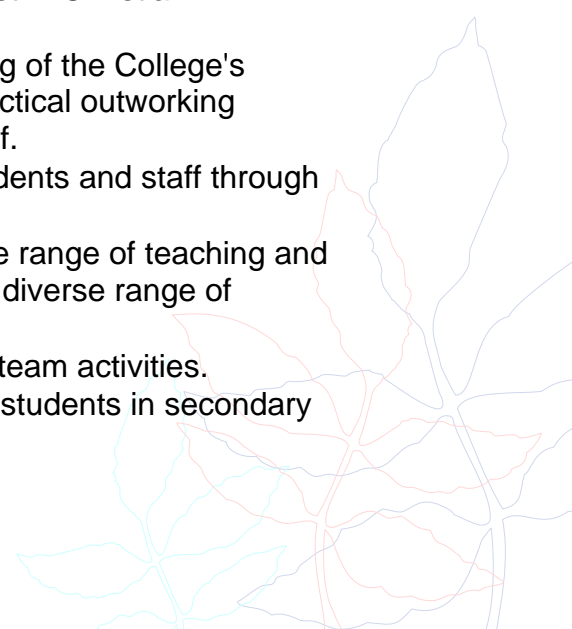 g of the College's
ctical outworking
f.
dents and staff through
e range of teaching and
diverse range of
team activities.
students in secondary